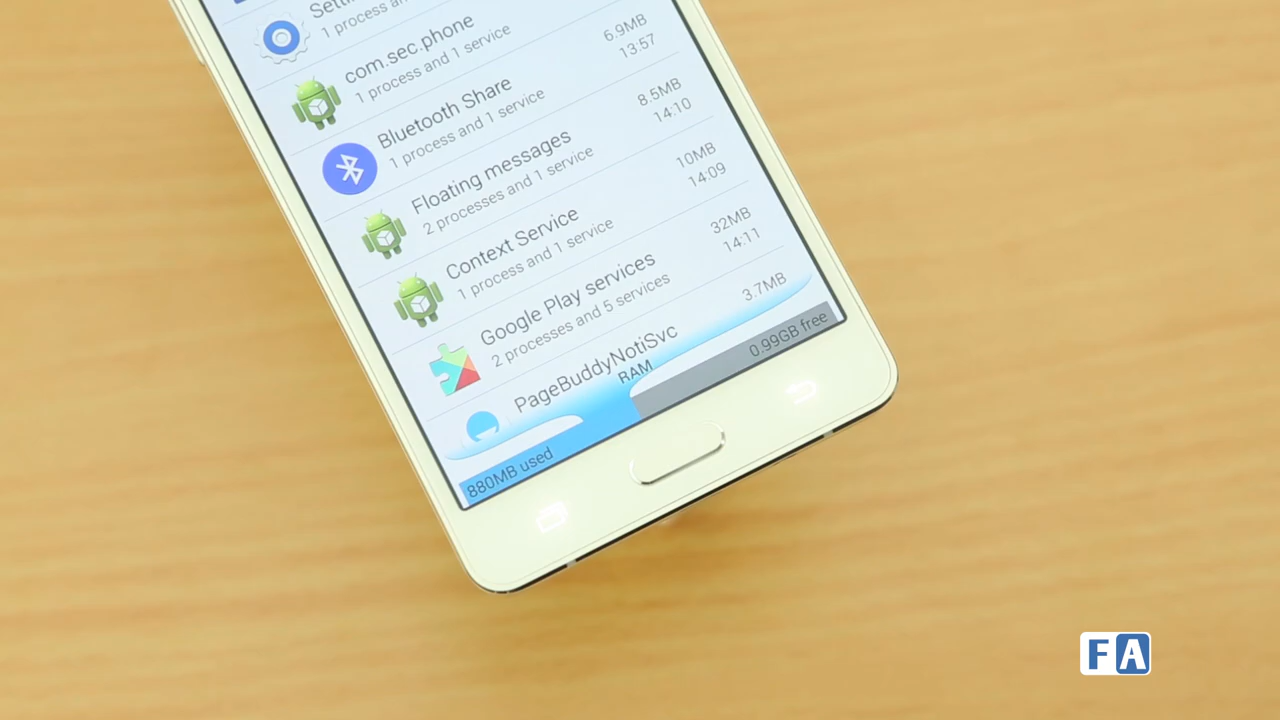 1 process an
com.sec.phone
1 process and 1 service
6.9MB
13:57
Bluetooth Share
1 process and 1 service
8.5MB
14:10
Floating messages
2 processes and 1 service
10MB
14:09
Context Service
1 process and 1 service
32MB
14:11
Google Play services
2 processes and 5 services
3.7MB
PageBuddyNotiSvc
RAM
880MB used
0.99GB free
FA